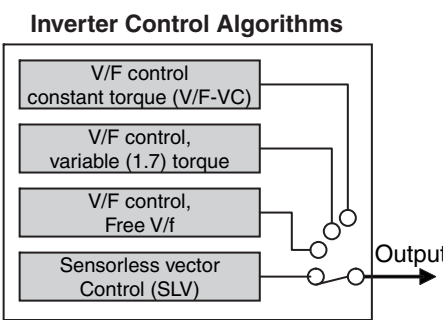 Inverter Control Algorithms
V/F control
constant torque (V/F-VC)
V/F control,
variable (1.7) torque
V/F control,
Free V/f
Output
Sensorless vector
Control (SLV)